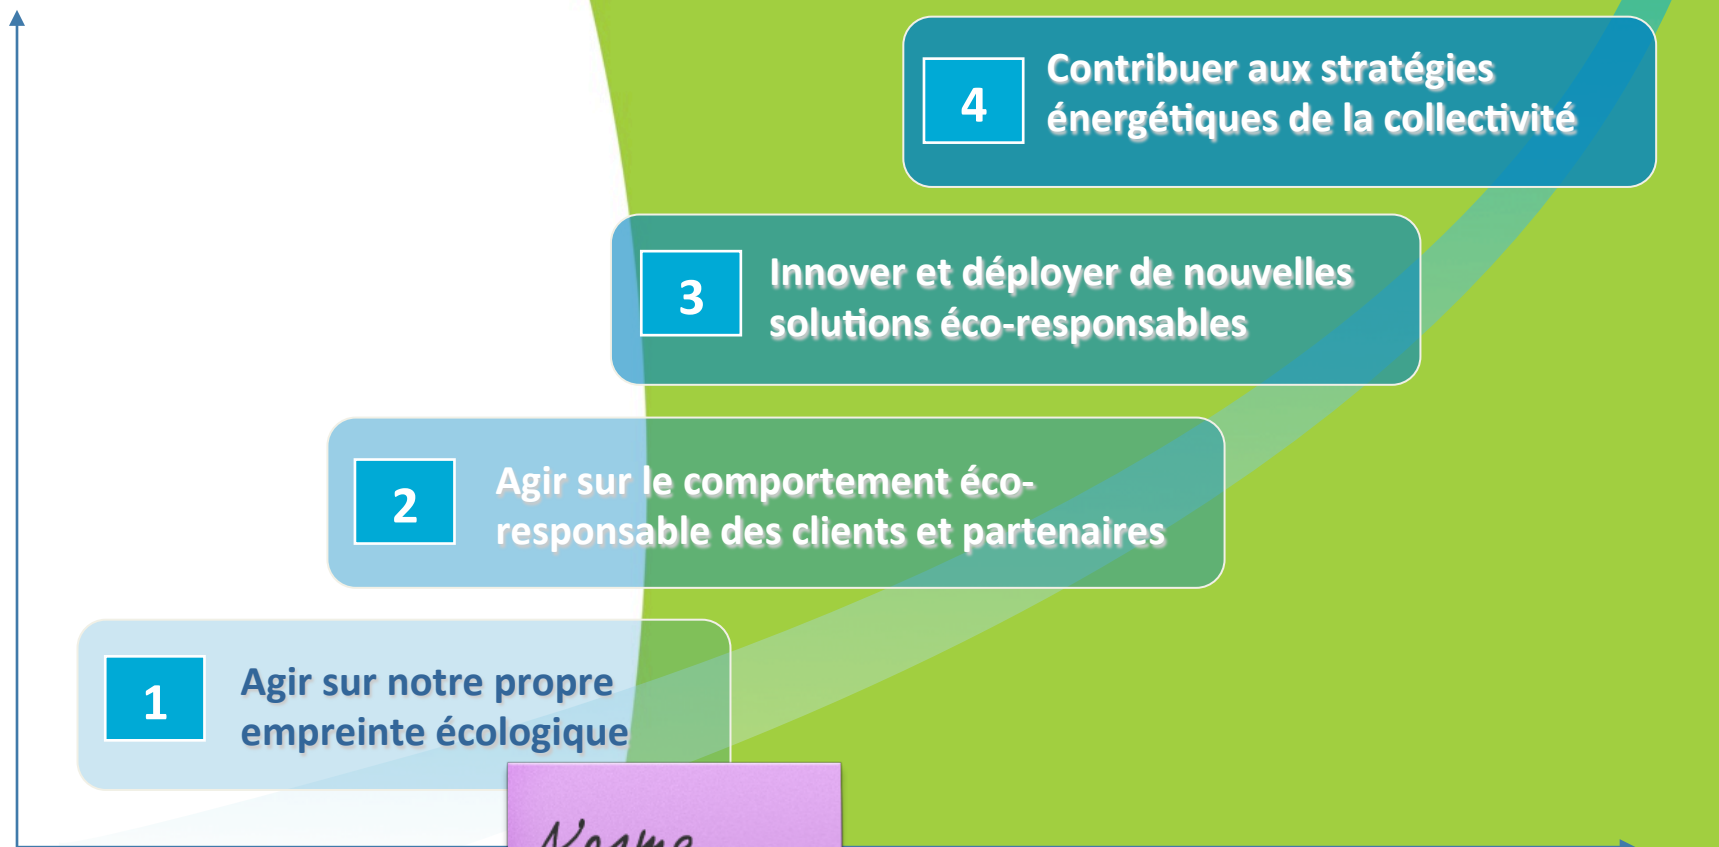 4
Contribuer aux stratégies
énergétiques de la collectivité
3
Innover et déployer de nouvelles
solutions éco-responsables
2
Agir sur le comportement éco-
responsable des clients et partenaires
1
Agir sur notre propre
empreinte écologique